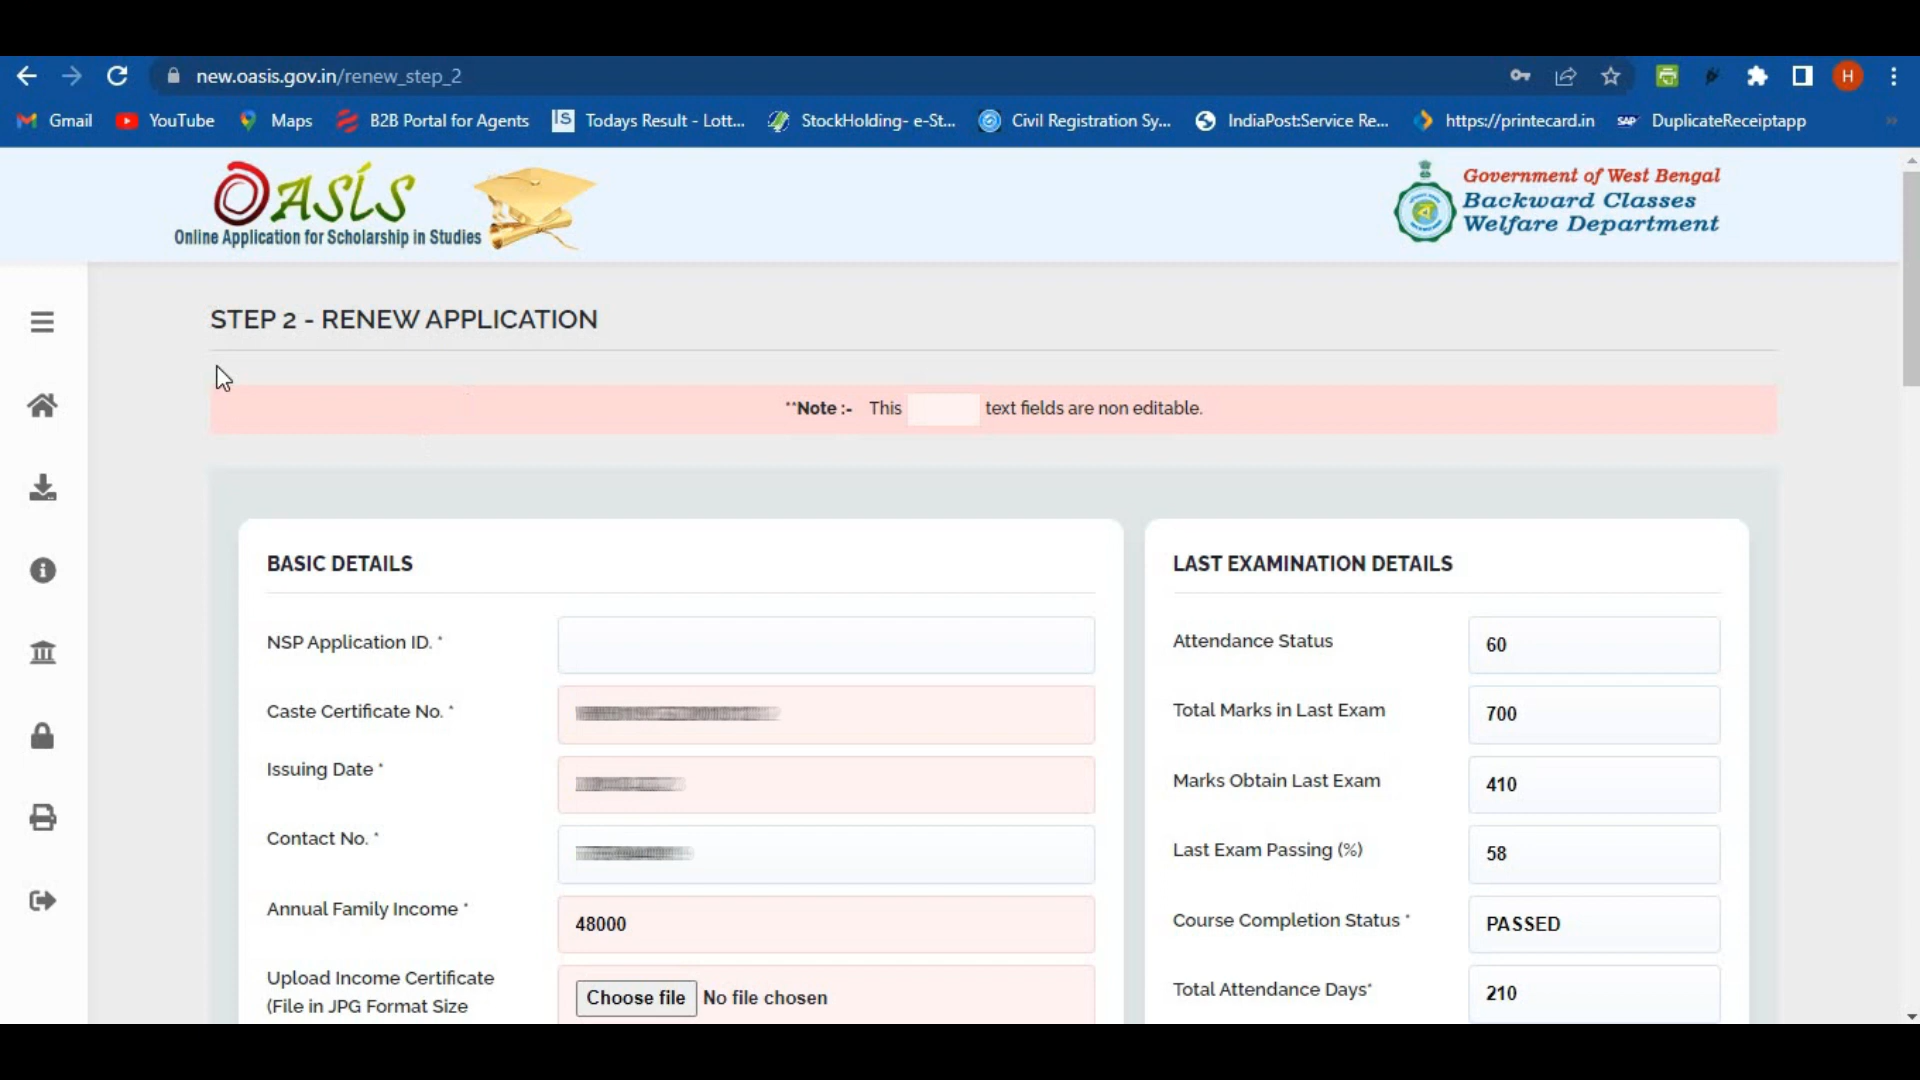 new.oasis.gov.in/renew_step_2
H
Gmail YouTube Maps B2B Portal for Agents Todays Result - Lott... StockHolding- e-St... Civil Registration Sy... IndiaPost:Service Re... https://printecard.in SAP DuplicateReceiptapp
OASIS
Online Application for Scholarship in Studies
Government of West Bengal
Backward Classes
Welfare Department
STEP 2 - RENEW APPLICATION
**Note :- This text fields are non editable.
BASIC DETAILS
NSP Application ID. *
Caste Certificate No. *
Issuing Date *
Contact No. *
Annual Family Income * 48000
Upload Income Certificate
(File in JPG Format Size
Choose file No file chosen
LAST EXAMINATION DETAILS
Attendance Status 60
Total Marks in Last Exam 700
Marks Obtain Last Exam 410
Last Exam Passing (%) 58
Course Completion Status * PASSED
Total Attendance Days* 210